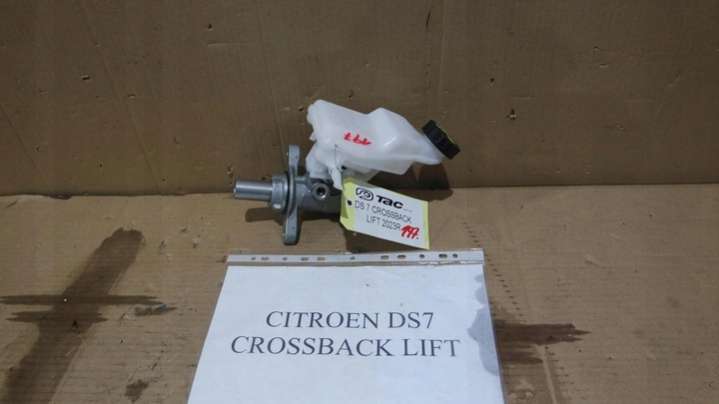 TAC
DS 7 CROSSBACK
LIFT 2023R
CITROEN DS7
CROSSBACK LIFT